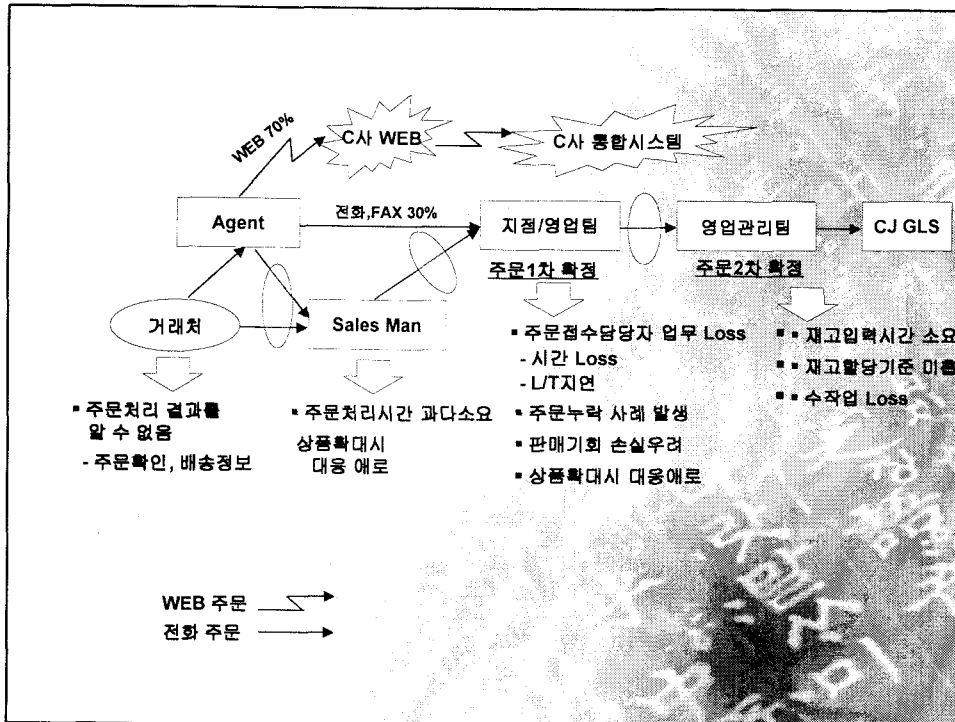 WEB 70%
C사 WEB
C사 통합시스템
Agent
전화,FAX 30%
지점/영업팀
영업관리팀
CJ GLS
주문1차 확정
주문2차 확정
거래처
Sales Man
▪ 주문처리 결과를
알 수 없음
- 주문확인, 배송정보
▪ 주문처리시간 과다소요
상품확대시
대응 애로
▪ 주문접수담당자 업무 Loss
- 시간 Loss
- L/T지연
▪ 주문누락 사례 발생
▪ 판매기회 손실우려
▪ 상품확대시 대응애로
▪ ▪ 재고입력시간 소요
▪ ▪ 재고할당기준 미흡
▪ ▪ 수작업 Loss
WEB 주문
전화 주문